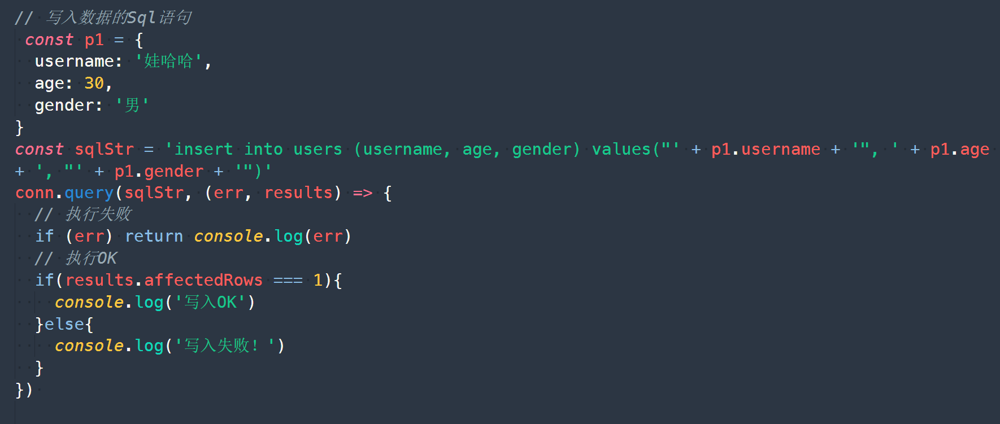 // 写入数据的Sql语句
const p1 = {
username: '娃哈哈',
age: 30,
gender: '男'
}
const sqlStr = 'insert into users (username, age, gender) values("' + p1.username + '", ' + p1.age
+ ', "' + p1.gender + '")'
conn.query(sqlStr, (err, results) => {
// 执行失败
if (err) return console.log(err)
// 执行OK
if(results.affectedRows === 1){
console.log('写入OK')
}else{
console.log('写入失败！')
}
})